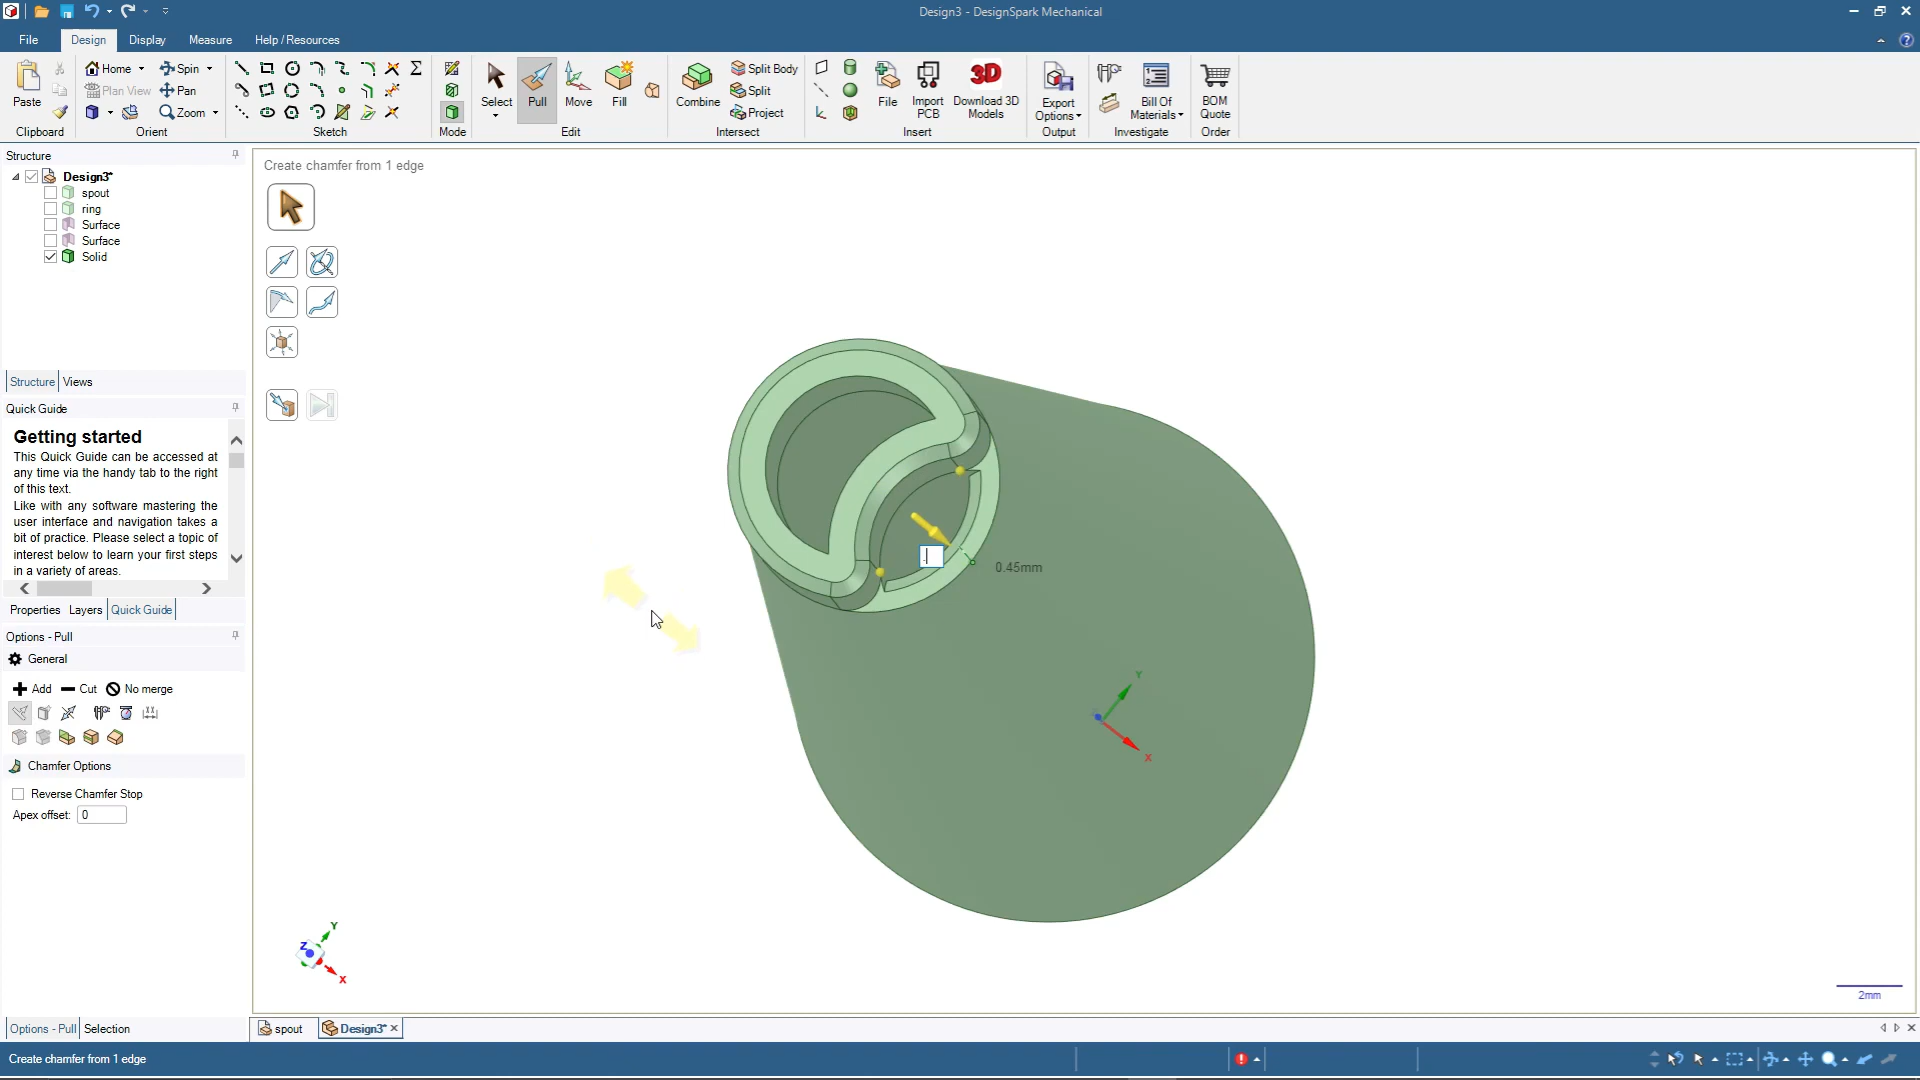 Design3 - DesignSpark Mechanical
File Design Display Measure Help / Resources
Paste
Clipboard
Home
Plan View
Spin
Pan
Zoom
Orient
Sketch
Mode
Select
Pull
Move
Fill
Edit
Combine
Split Body
Split
Project
Intersect
File
Import
PCB
Download 3D
Models
Insert
Export
Options
Output
Bill Of
Materials
Investigate
BOM
Quote
Order
Structure
Design3*
spout
ring
Surface
Surface
Solid
Structure Views
Quick Guide
Getting started
This Quick Guide can be accessed at
any time via the handy tab to the right
of this text.
Like with any software mastering the
user interface and navigation takes a
bit of practice. Please select a topic of
interest below to learn your first steps
in a variety of areas.
Properties Layers Quick Guide
Options - Pull
General
Add Cut No merge
Chamfer Options
Reverse Chamfer Stop
Apex offset: 0
Options - Pull Selection
Create chamfer from 1 edge
3D
0.45mm
Y
X
Y
Z
X
2mm
spout Design3*
Create chamfer from 1 edge